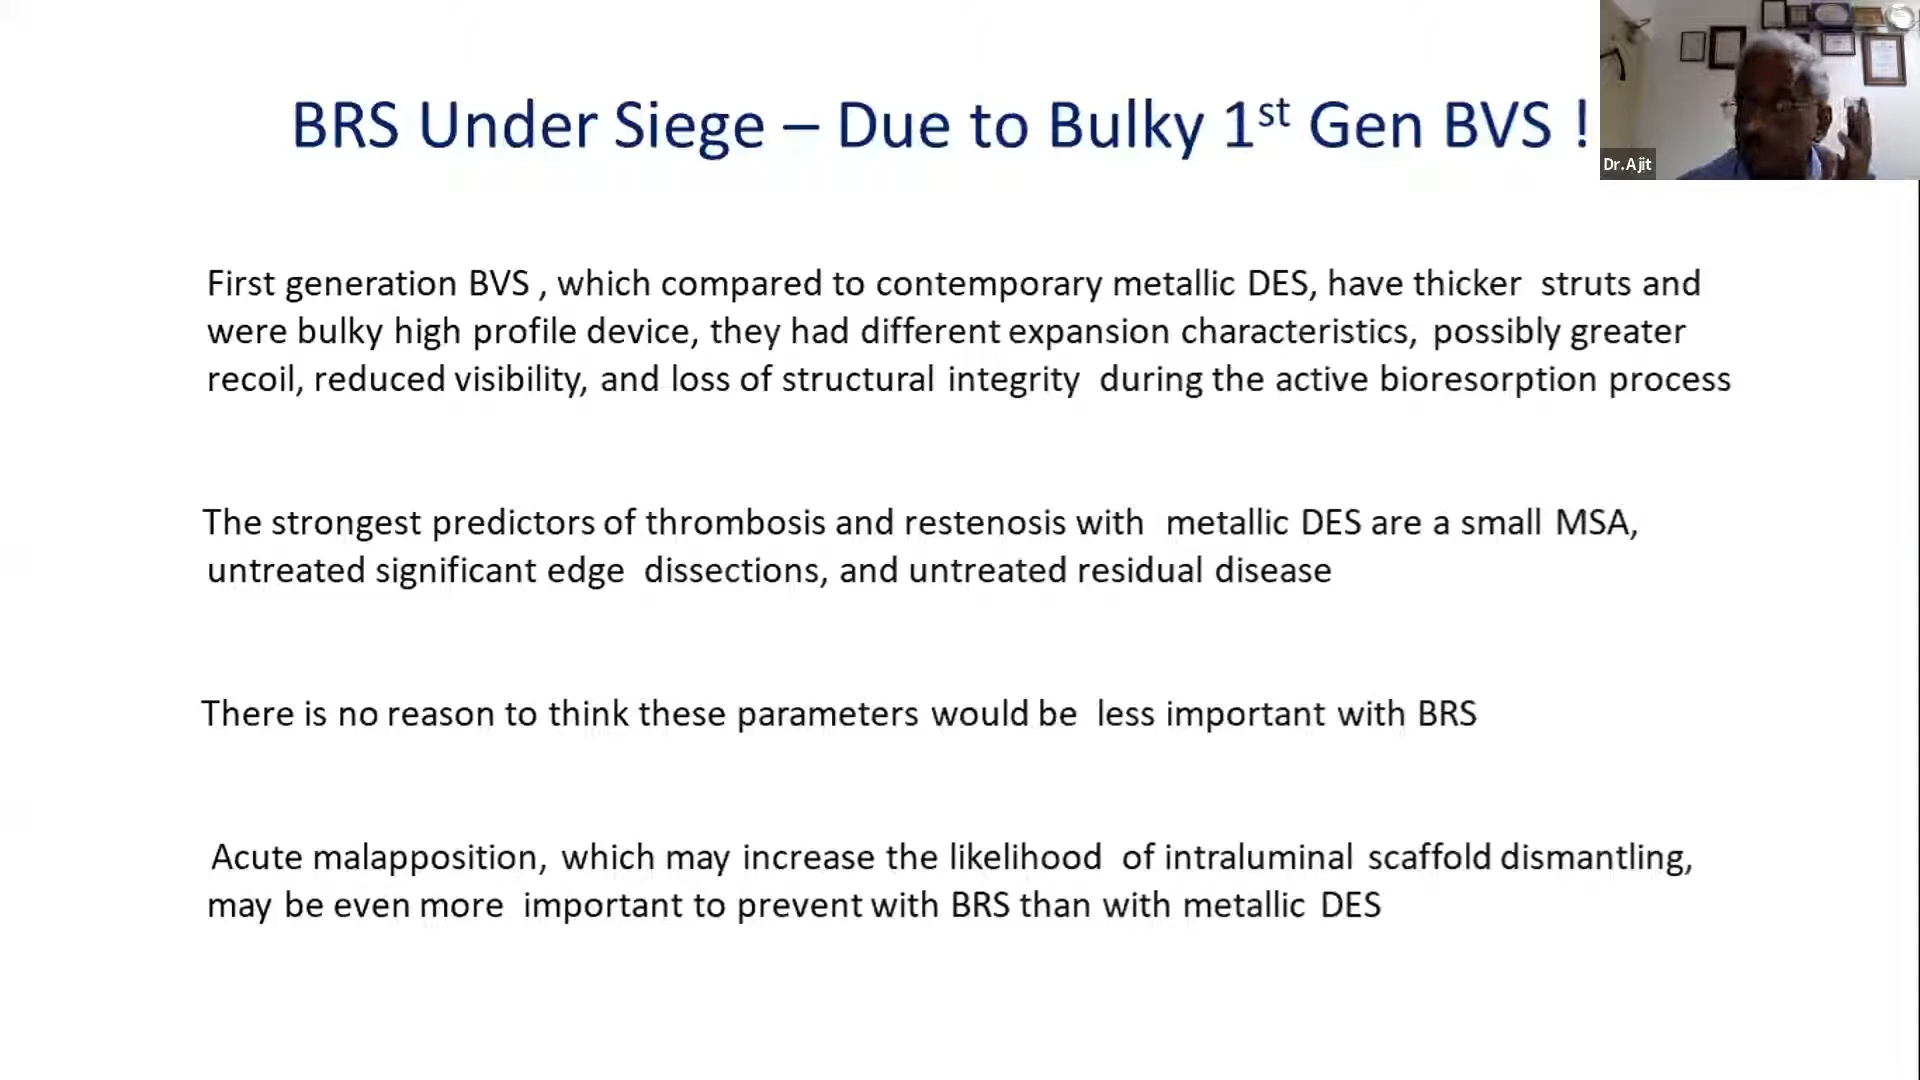 BRS Under Siege – Due to Bulky 1st Gen BVS !
Dr.Ajit
First generation BVS , which compared to contemporary metallic DES, have thicker struts and
were bulky high profile device, they had different expansion characteristics, possibly greater
recoil, reduced visibility, and loss of structural integrity during the active bioresorption process
The strongest predictors of thrombosis and restenosis with metallic DES are a small MSA,
untreated significant edge dissections, and untreated residual disease
There is no reason to think these parameters would be less important with BRS
Acute malapposition, which may increase the likelihood of intraluminal scaffold dismantling,
may be even more important to prevent with BRS than with metallic DES